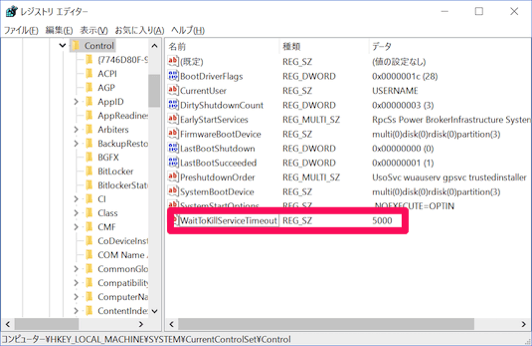 レジストリ エディター
ファイル(F) 編集(E) 表示(V) お気に入り(A) ヘルプ(H)
Control
{7746D80F-9
ACPI
AGP
AppID
AppReadines
Arbiters
BackupResto
BGFX
BitLocker
BitlockerStatu
CI
Class
CMF
CoDeviceInst
COM Name A
CommonGlo
Compatibility
ComputerNa
ContentIndex
名前 種類 データ
(既定) REG_SZ (値の設定なし)
BootDriverFlags REG_DWORD 0x0000001c (28)
CurrentUser REG_SZ USERNAME
DirtyShutdownCount REG_DWORD 0x00000003 (3)
EarlyStartServices REG_MULTI_SZ RpcSs Power BrokerInfrastructure System
FirmwareBootDevice REG_SZ multi(0)disk(0)rdisk(0)partition(3)
LastBootShutdown REG_DWORD 0x00000000 (0)
LastBootSucceeded REG_DWORD 0x00000001 (1)
PreshutdownOrder REG_MULTI_SZ UsoSvc wuauserv gpsvc trustedinstaller
SystemBootDevice REG_SZ multi(0)disk(0)rdisk(0)partition(3)
SystemStartOptions REG_SZ NOEXECUTE=OPTIN
WaitToKillServiceTimeout REG_SZ 5000
コンピューター¥HKEY_LOCAL_MACHINE¥SYSTEM¥CurrentControlSet¥Control